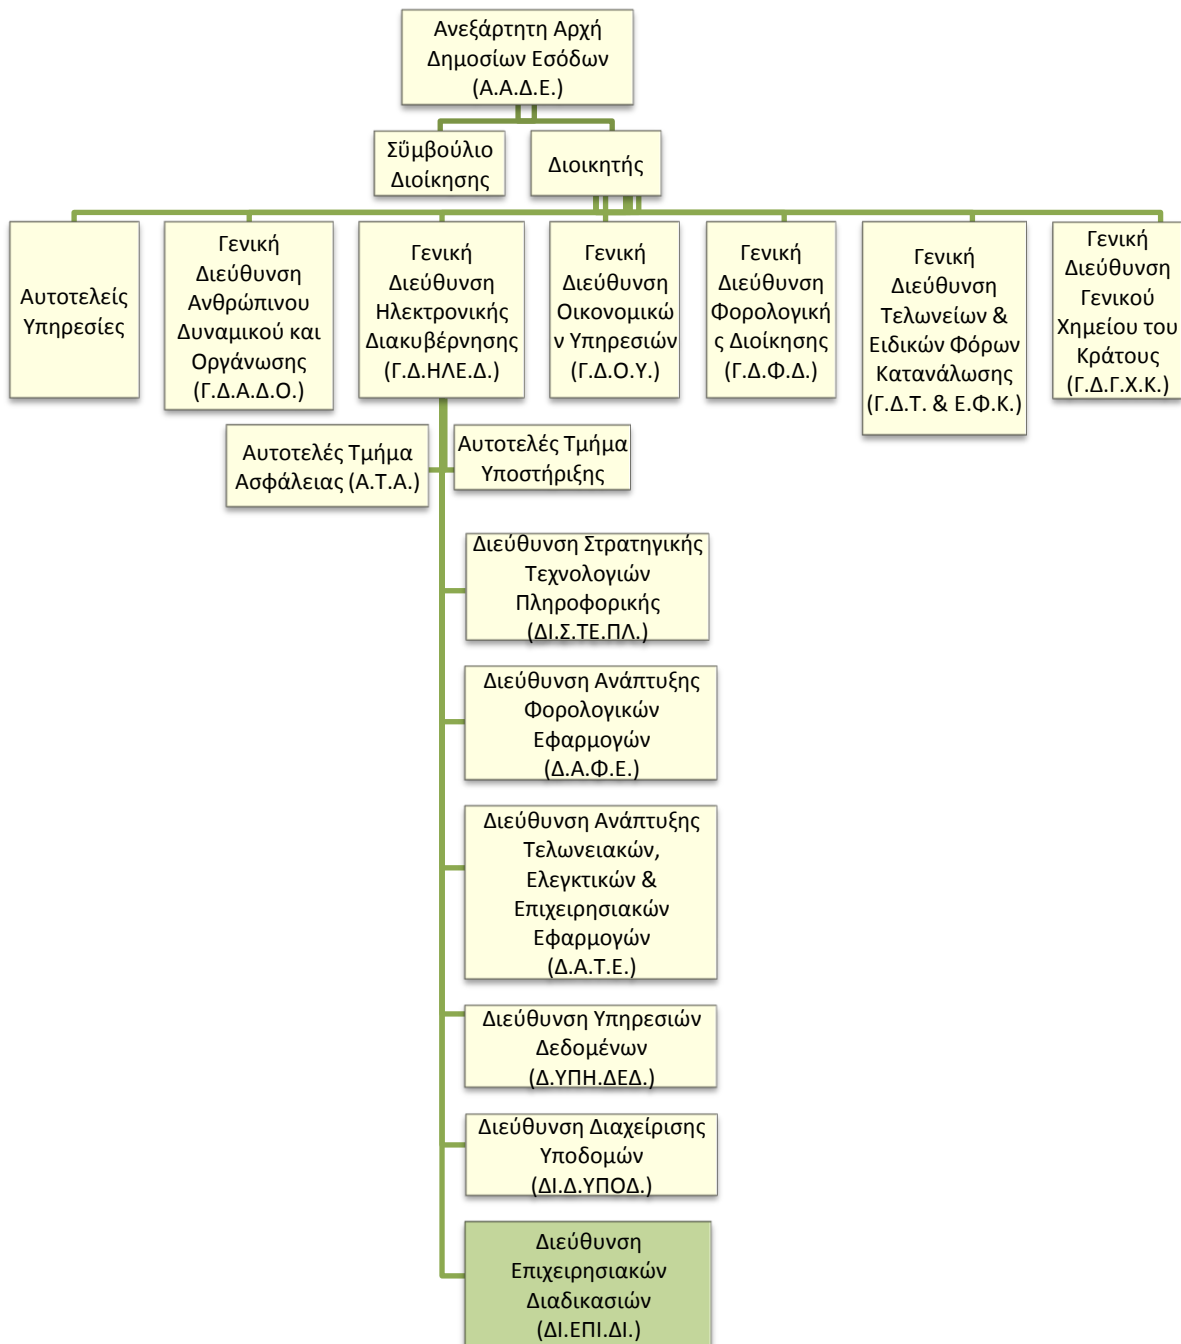 Ανεξάρτητη Αρχή
Δημοσίων Εσόδων
(Α.Α.Δ.Ε.)
Σϋμβούλιο
Διοίκησης
Διοικητής
Αυτοτελείς
Υπηρεσίες
Γενική
Διεύθυνση
Ανθρώπινου
Δυναμικού και
Οργάνωσης
(Γ.Δ.Α.Δ.Ο.)
Γενική
Διεύθυνση
Ηλεκτρονικής
Διακυβέρνησης
(Γ.Δ.ΗΛΕ.Δ.)
Γενική
Διεύθυνση
Οικονομικώ
ν Υπηρεσιών
(Γ.Δ.Ο.Υ.)
Γενική
Διεύθυνση
Φορολογική
ς Διοίκησης
(Γ.Δ.Φ.Δ.)
Γενική
Διεύθυνση
Τελωνείων &
Ειδικών Φόρων
Κατανάλωσης
(Γ.Δ.Τ. & Ε.Φ.Κ.)
Γενική
Διεύθυνση
Γενικού
Χημείου του
Κράτους
(Γ.Δ.Γ.Χ.Κ.)
Αυτοτελές Τμήμα
Ασφάλειας (Α.Τ.Α.)
Αυτοτελές Τμήμα
Υποστήριξης
Διεύθυνση Στρατηγικής
Τεχνολογιών
Πληροφορικής
(ΔΙ.Σ.ΤΕ.ΠΛ.)
Διεύθυνση Ανάπτυξης
Φορολογικών
Εφαρμογών
(Δ.Α.Φ.Ε.)
Διεύθυνση Ανάπτυξης
Τελωνειακών,
Ελεγκτικών &
Επιχειρησιακών
Εφαρμογών
(Δ.Α.Τ.Ε.)
Διεύθυνση Υπηρεσιών
Δεδομένων
(Δ.ΥΠΗ.ΔΕΔ.)
Διεύθυνση Διαχείρισης
Υποδομών
(ΔΙ.Δ.ΥΠΟΔ.)
Διεύθυνση
Επιχειρησιακών
Διαδικασιών
(ΔΙ.ΕΠΙ.ΔΙ.)